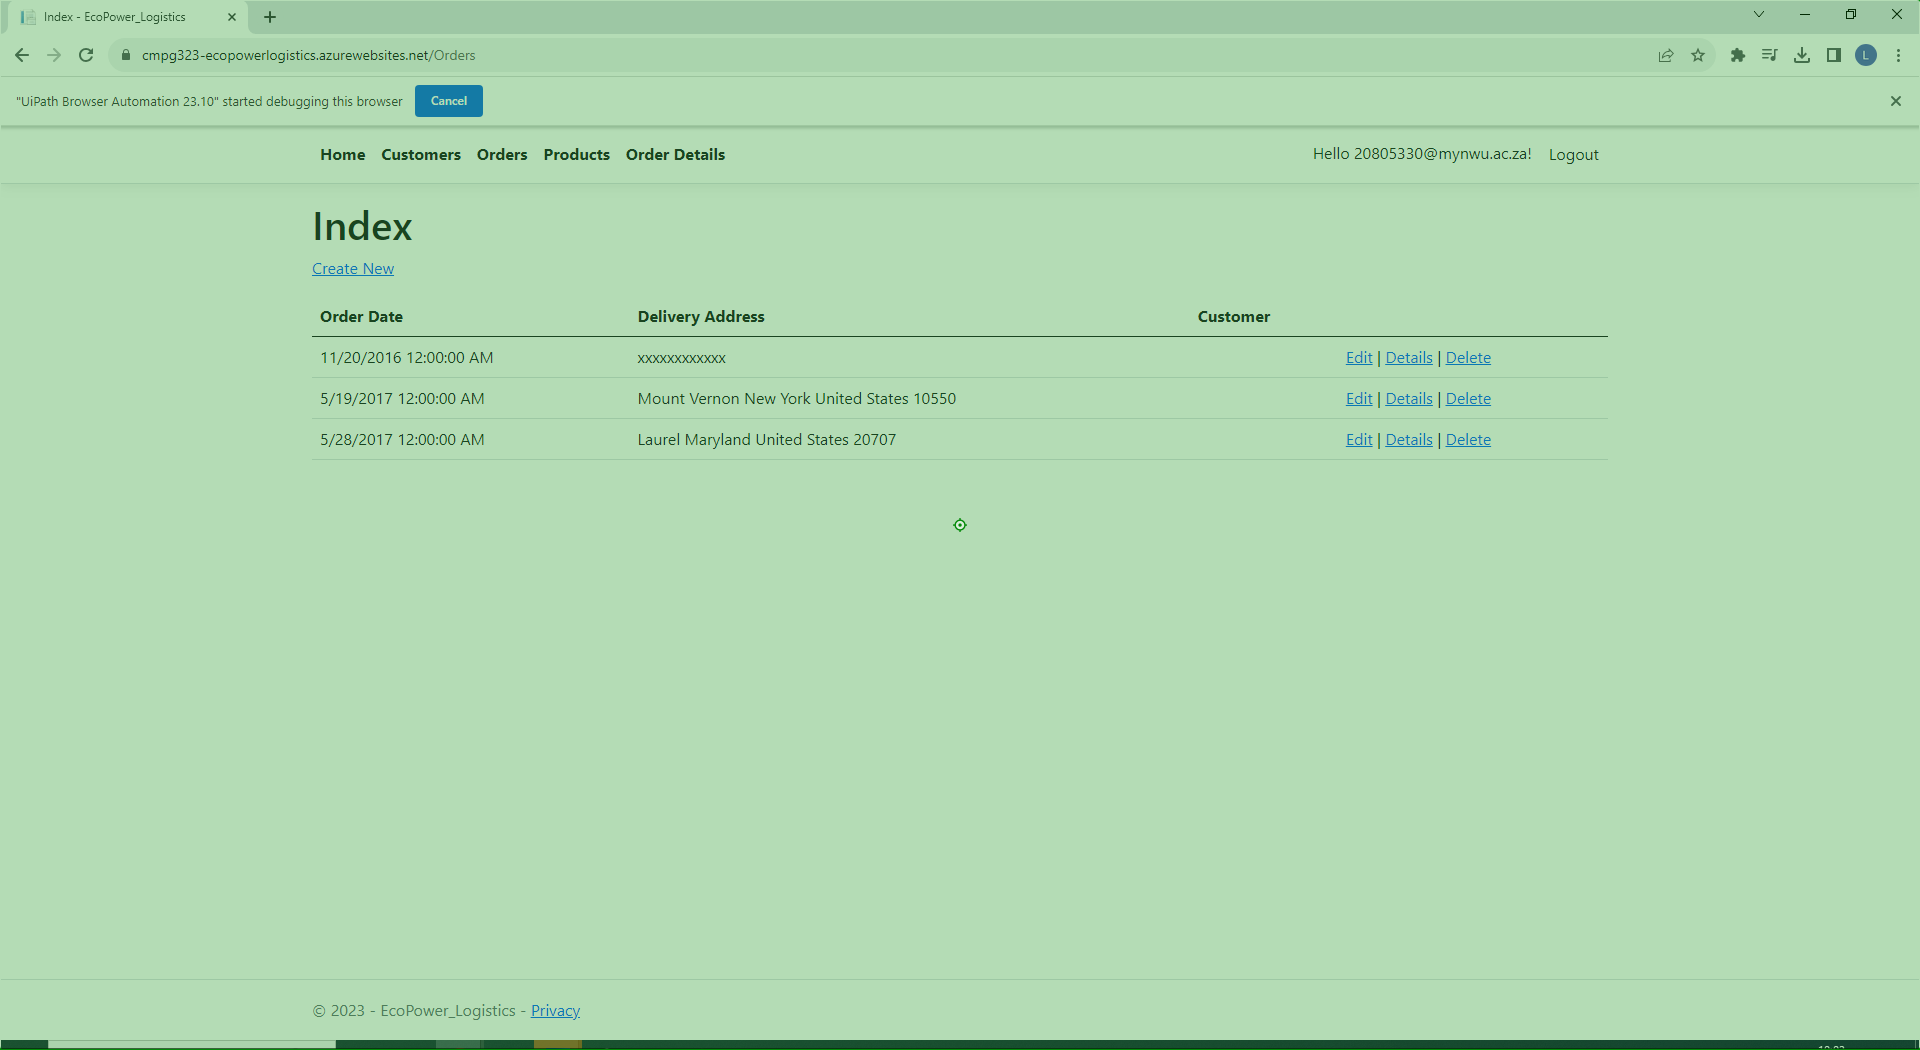 Index - EcoPower_Logistics
cmpg323-ecopowerlogistics.azurewebsites.net/Orders
L
"UiPath Browser Automation 23.10" started debugging this browser Cancel
Home Customers Orders Products Order Details Hello 20805330@mynwu.ac.za! Logout
Index
Create New
Order Date Delivery Address Customer
11/20/2016 12:00:00 AM xxxxxxxxxxxx Edit | Details | Delete
5/19/2017 12:00:00 AM Mount Vernon New York United States 10550 Edit | Details | Delete
5/28/2017 12:00:00 AM Laurel Maryland United States 20707 Edit | Details | Delete
© 2023 - EcoPower_Logistics - Privacy